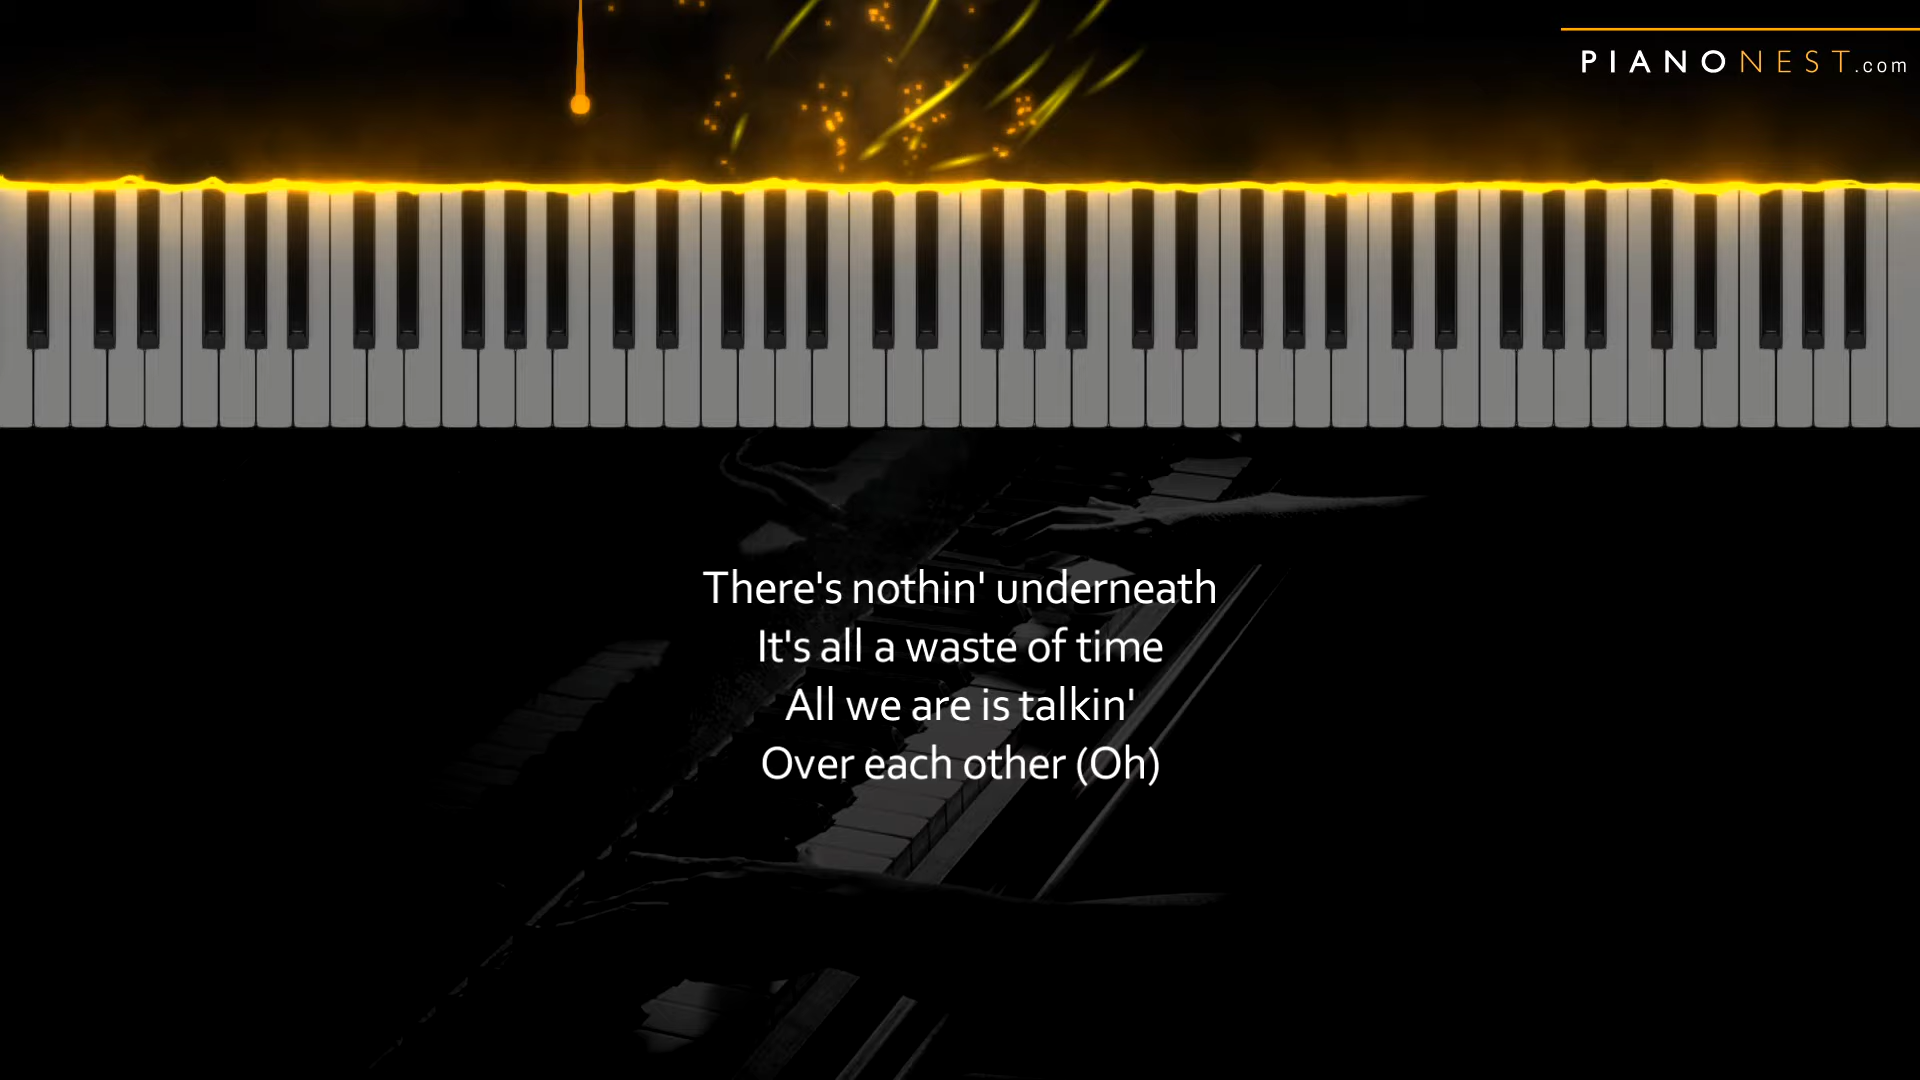 PIANONEST.com
There's nothin' underneath
It's all a waste of time
All we are is talkin'
Over each other (Oh)